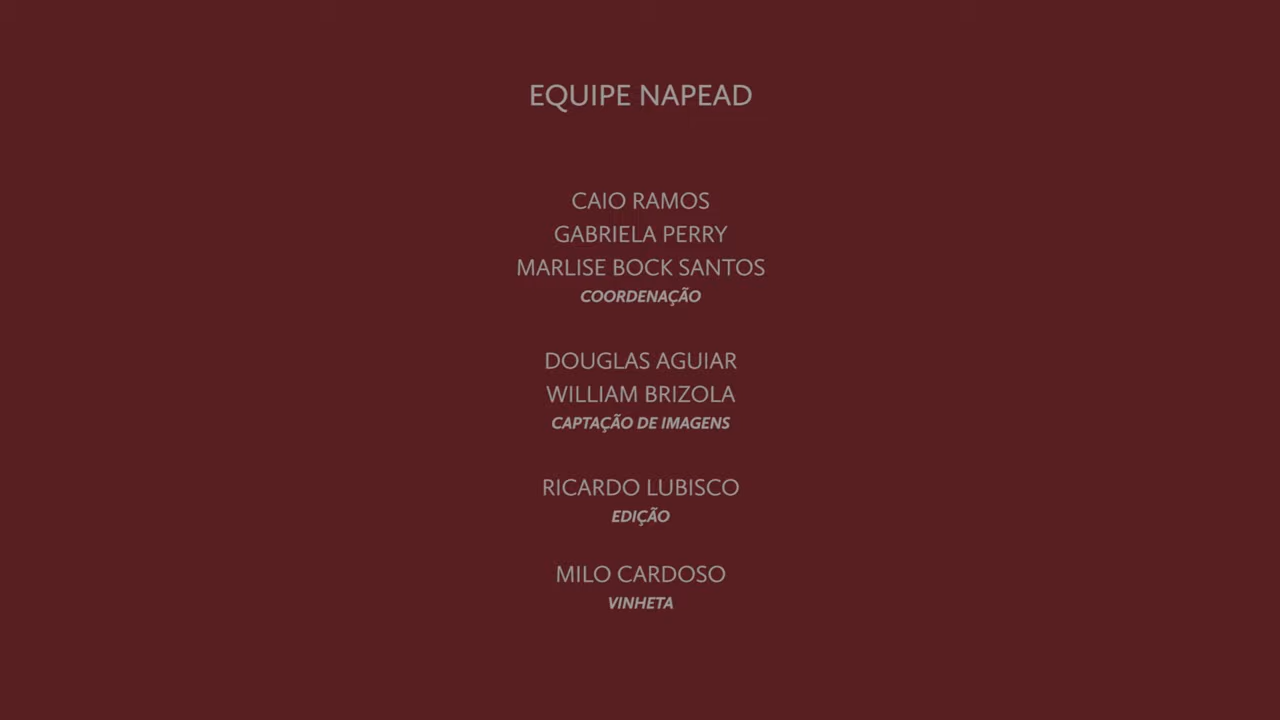 EQUIPE NAPEAD
CAIO RAMOS
GABRIELA PERRY
MARLISE BOCK SANTOS
COORDENAÇÃO
DOUGLAS AGUIAR
WILLIAM BRIZOLA
CAPTAÇÃO DE IMAGENS
RICARDO LUBISCO
EDIÇÃO
MILO CARDOSO
VINHETA